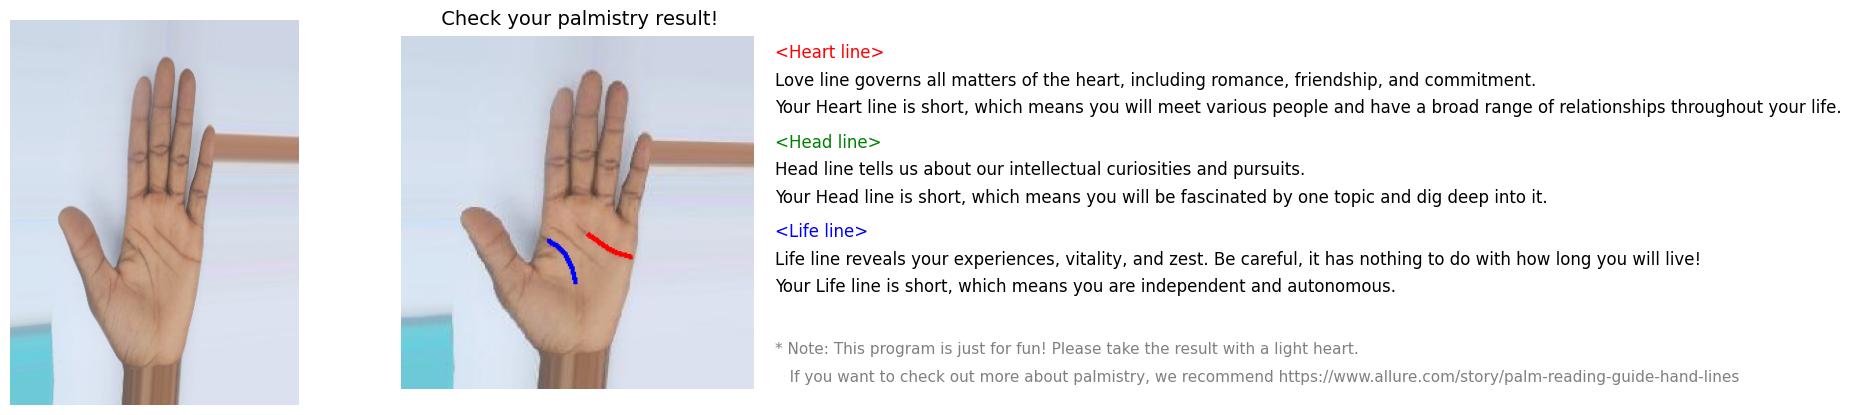 Check your palmistry result!
<Heart line>
Love line governs all matters of the heart, including romance, friendship, and commitment.
Your Heart line is short, which means you will meet various people and have a broad range of relationships throughout your life.
<Head line>
Head line tells us about our intellectual curiosities and pursuits.
Your Head line is short, which means you will be fascinated by one topic and dig deep into it.
<Life line>
Life line reveals your experiences, vitality, and zest. Be careful, it has nothing to do with how long you will live!
Your Life line is short, which means you are independent and autonomous.
* Note: This program is just for fun! Please take the result with a light heart.
If you want to check out more about palmistry, we recommend https://www.allure.com/story/palm-reading-guide-hand-lines